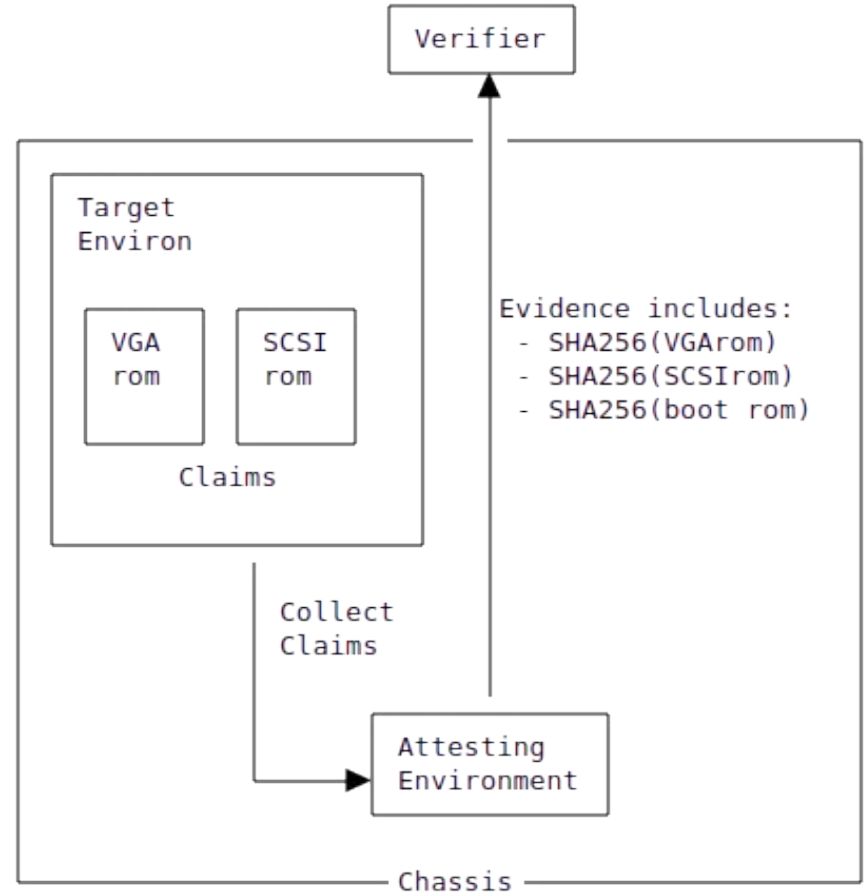 Verifier
Target
Environ
VGA
rom
SCSI
rom
Claims
Evidence includes:
- SHA256(VGArom)
- SHA256(SCSIrom)
- SHA256(boot rom)
Collect
Claims
Attesting
Environment
Chassis